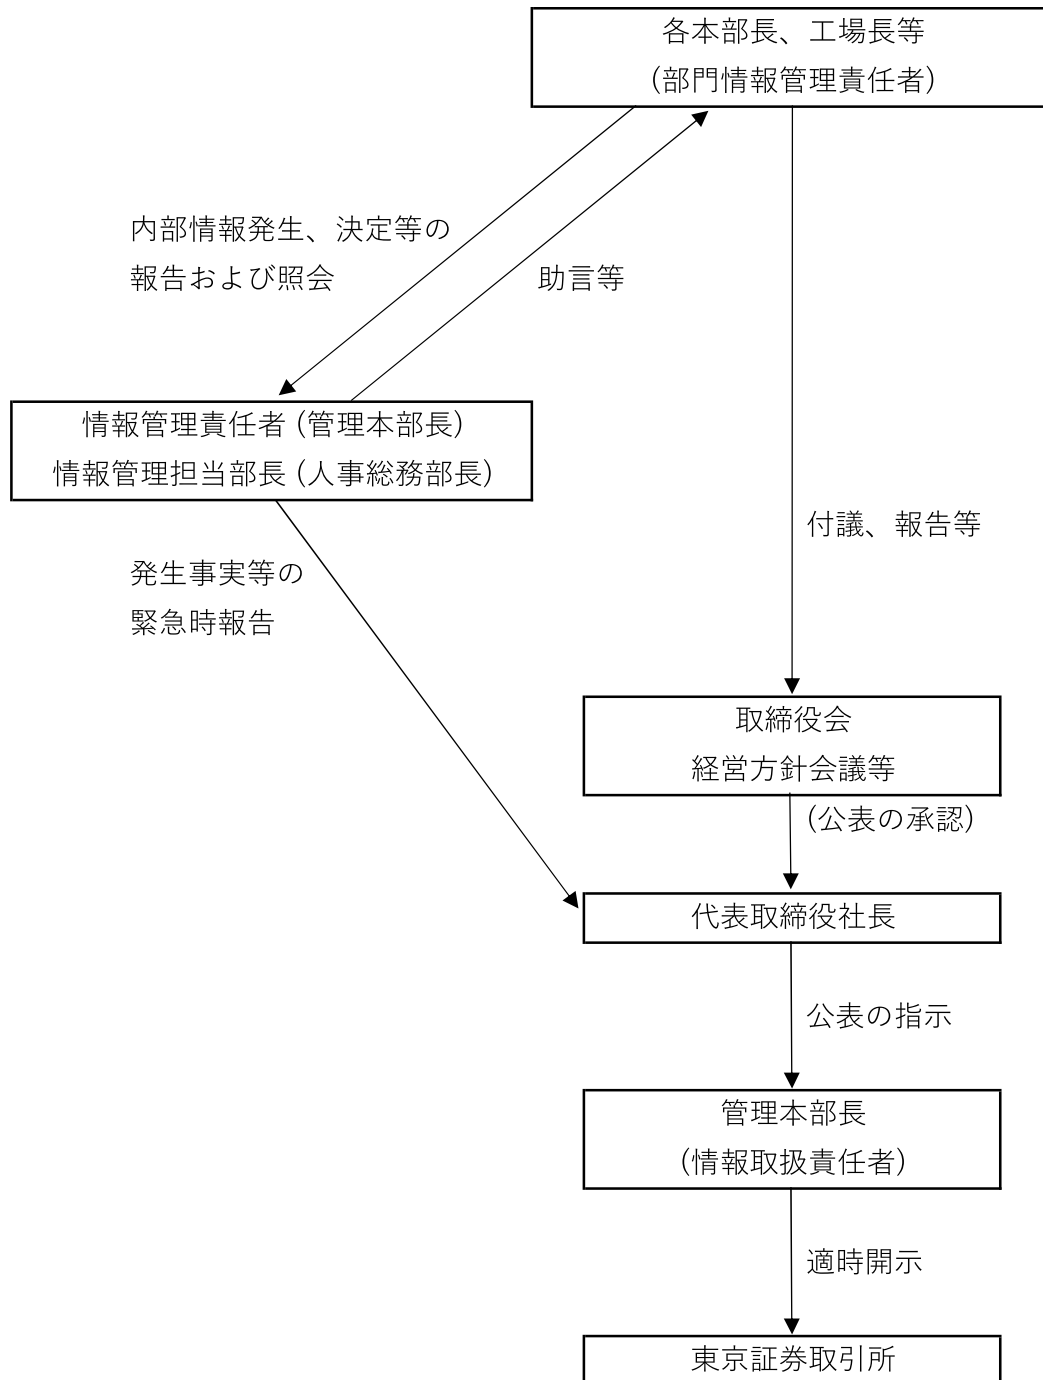 各本部長、工場長等
(部門情報管理責任者)
内部情報発生、決定等の
報告および照会
助言等
情報管理責任者 (管理本部長)
情報管理担当部長 (人事総務部長)
付議、報告等
発生事実等の
緊急時報告
取締役会
経営方針会議等
(公表の承認)
代表取締役社長
公表の指示
管理本部長
(情報取扱責任者)
適時開示
東京証券取引所